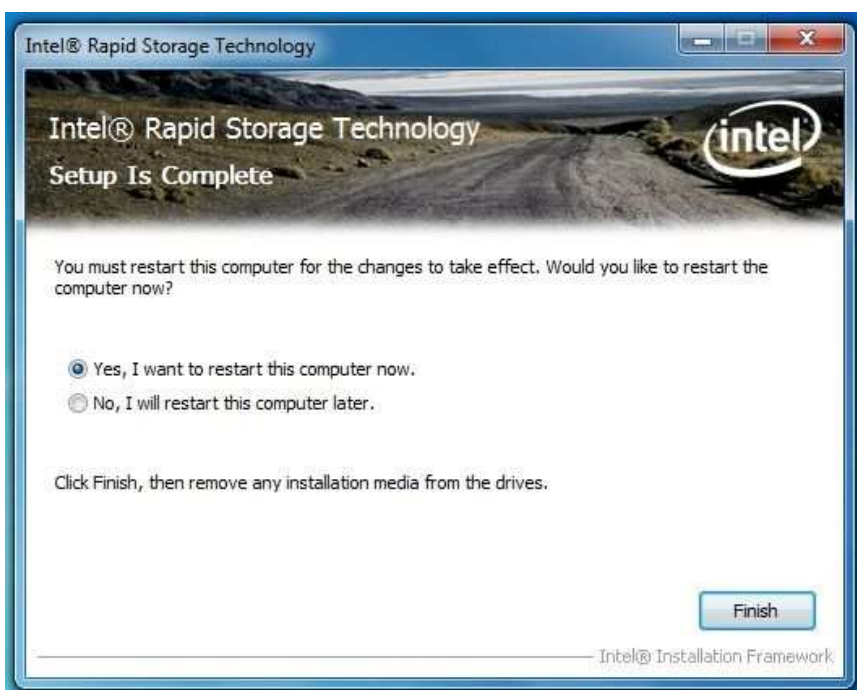 Intel® Rapid Storage Technology
Intel® Rapid Storage Technology
intel
Setup Is Complete
You must restart this computer for the changes to take effect. Would you like to restart the
computer now?
Yes, I want to restart this computer now.
No, I will restart this computer later.
Click Finish, then remove any installation media from the drives.
Finish
Intel® Installation Framework